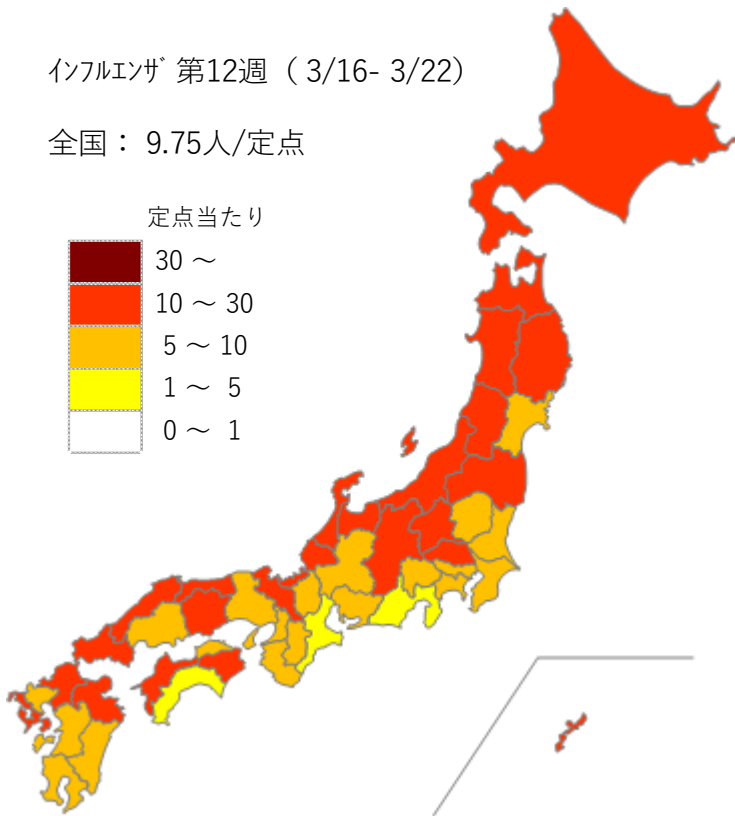 ｲﾝﾌﾙｴﾝｻﾞ 第12週（ 3/16- 3/22）
全国： 9.75人/定点
定点当たり
30 ～
10 ～ 30
5 ～ 10
1 ～ 5
0 ～ 1